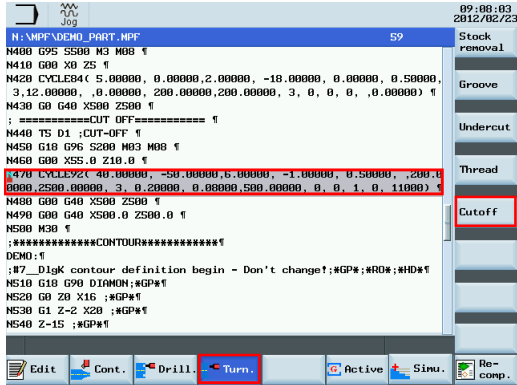 Jog
09:08:03
2012/02/23
N:\MPF\DEMO_PART.MPF 59
N400 G95 S500 M3 M08 ¶
N410 G00 X0 Z5 ¶
N420 CYCLE84( 5.00000, 0.00000,2.00000, -18.00000, 0.00000, 0.50000,
3,12.00000, ,0.00000, 200.00000,200.00000, 3, 0, 0, 0, ,0.00000) ¶
N430 G0 G40 X500 Z500 ¶
; ===========CUT OFF=========== ¶
N440 T5 D1 ;CUT-OFF ¶
N450 G18 G96 S200 M03 M08 ¶
N460 G00 X55.0 Z10.0 ¶
470 CYCLE92( 40.00000, -50.00000,6.00000, -1.00000, 0.50000, ,200.0
0000,2500.00000, 3, 0.20000, 0.08000,500.00000, 0, 0, 1, 0, 11000) ¶
N480 G00 G40 X500 Z500 ¶
N490 G00 G40 X500.0 Z500.0 ¶
N500 M30 ¶
;*************CONTOUR************¶
DEMO:¶
;#7__DlgK contour definition begin - Don't change!;*GP*;*RO*;*HD*¶
N510 G18 G90 DIAMON;*GP*¶
N520 G0 Z0 X16 ;*GP*¶
N530 G1 Z-2 X20 ;*GP*¶
N540 Z-15 ;*GP*¶
Stock
removal
Groove
Undercut
Thread
Cutoff
Edit
Cont.
Drill.
Turn.
G Active
Simu.
Re-
comp.